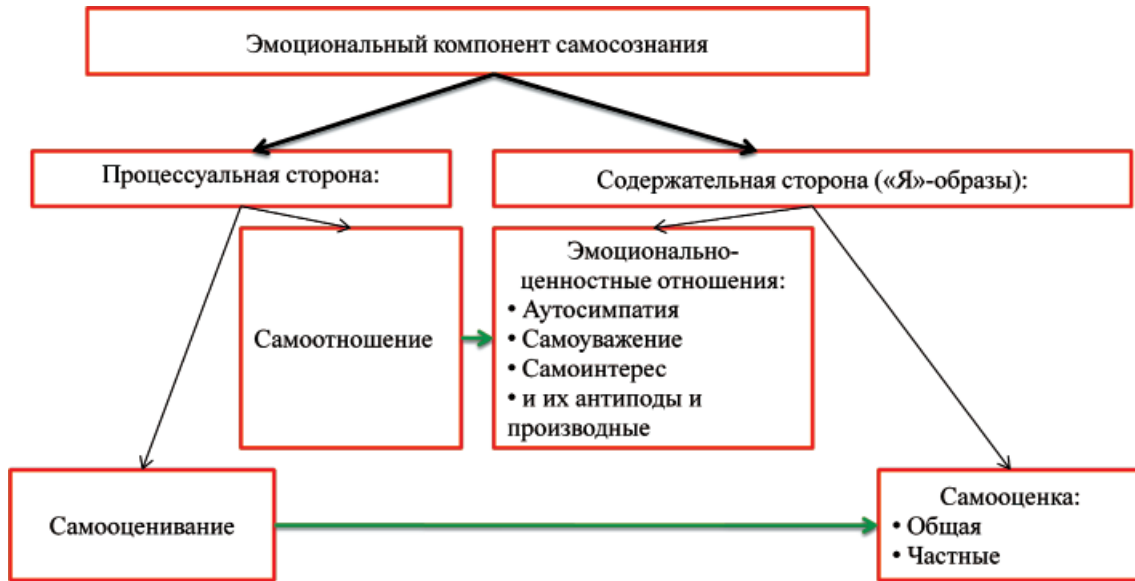 Эмоциональный компонент самосознания
Процессуальная сторона:
Содержательная сторона («Я»-образы):
Самоотношение
Эмоционально-
ценностные отношения:
• Аутосимпатия
• Самоуважение
• Самоинтерес
• и их антиподы и
производные
Самооценивание
Самооценка:
• Общая
• Частные